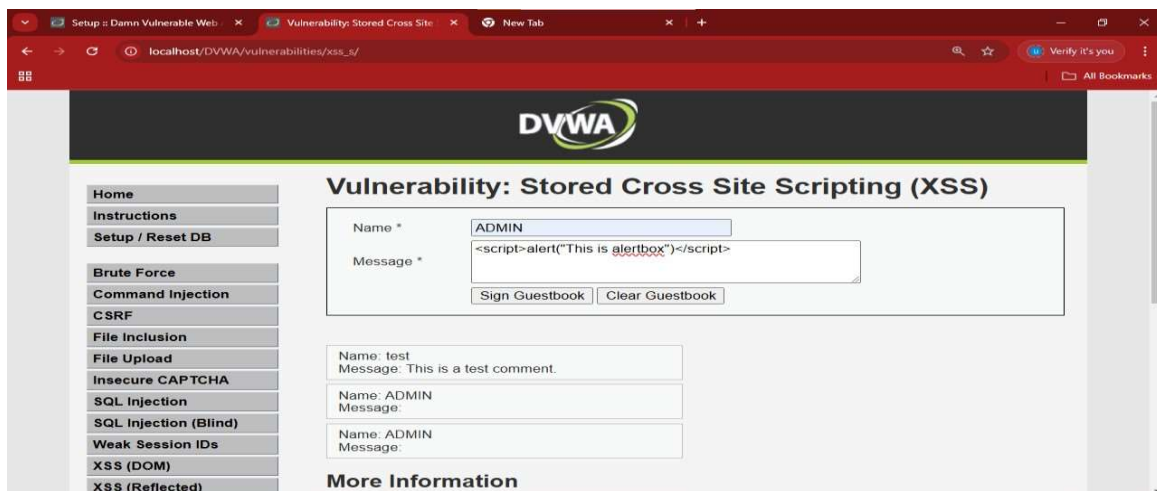 Setup :: Damn Vulnerable Web
Vulnerability: Stored Cross Site
New Tab
localhost/DVWA/vulnerabilities/xss_s/
Verify it's you
All Bookmarks
DVWA
Home
Instructions
Setup / Reset DB
Brute Force
Command Injection
CSRF
File Inclusion
File Upload
Insecure CAPTCHA
SQL Injection
SQL Injection (Blind)
Weak Session IDs
XSS (DOM)
XSS (Reflected)
Vulnerability: Stored Cross Site Scripting (XSS)
Name * ADMIN
Message * <script>alert("This is alertbox")</script>
Sign Guestbook Clear Guestbook
Name: test
Message: This is a test comment.
Name: ADMIN
Message:
Name: ADMIN
Message:
More Information